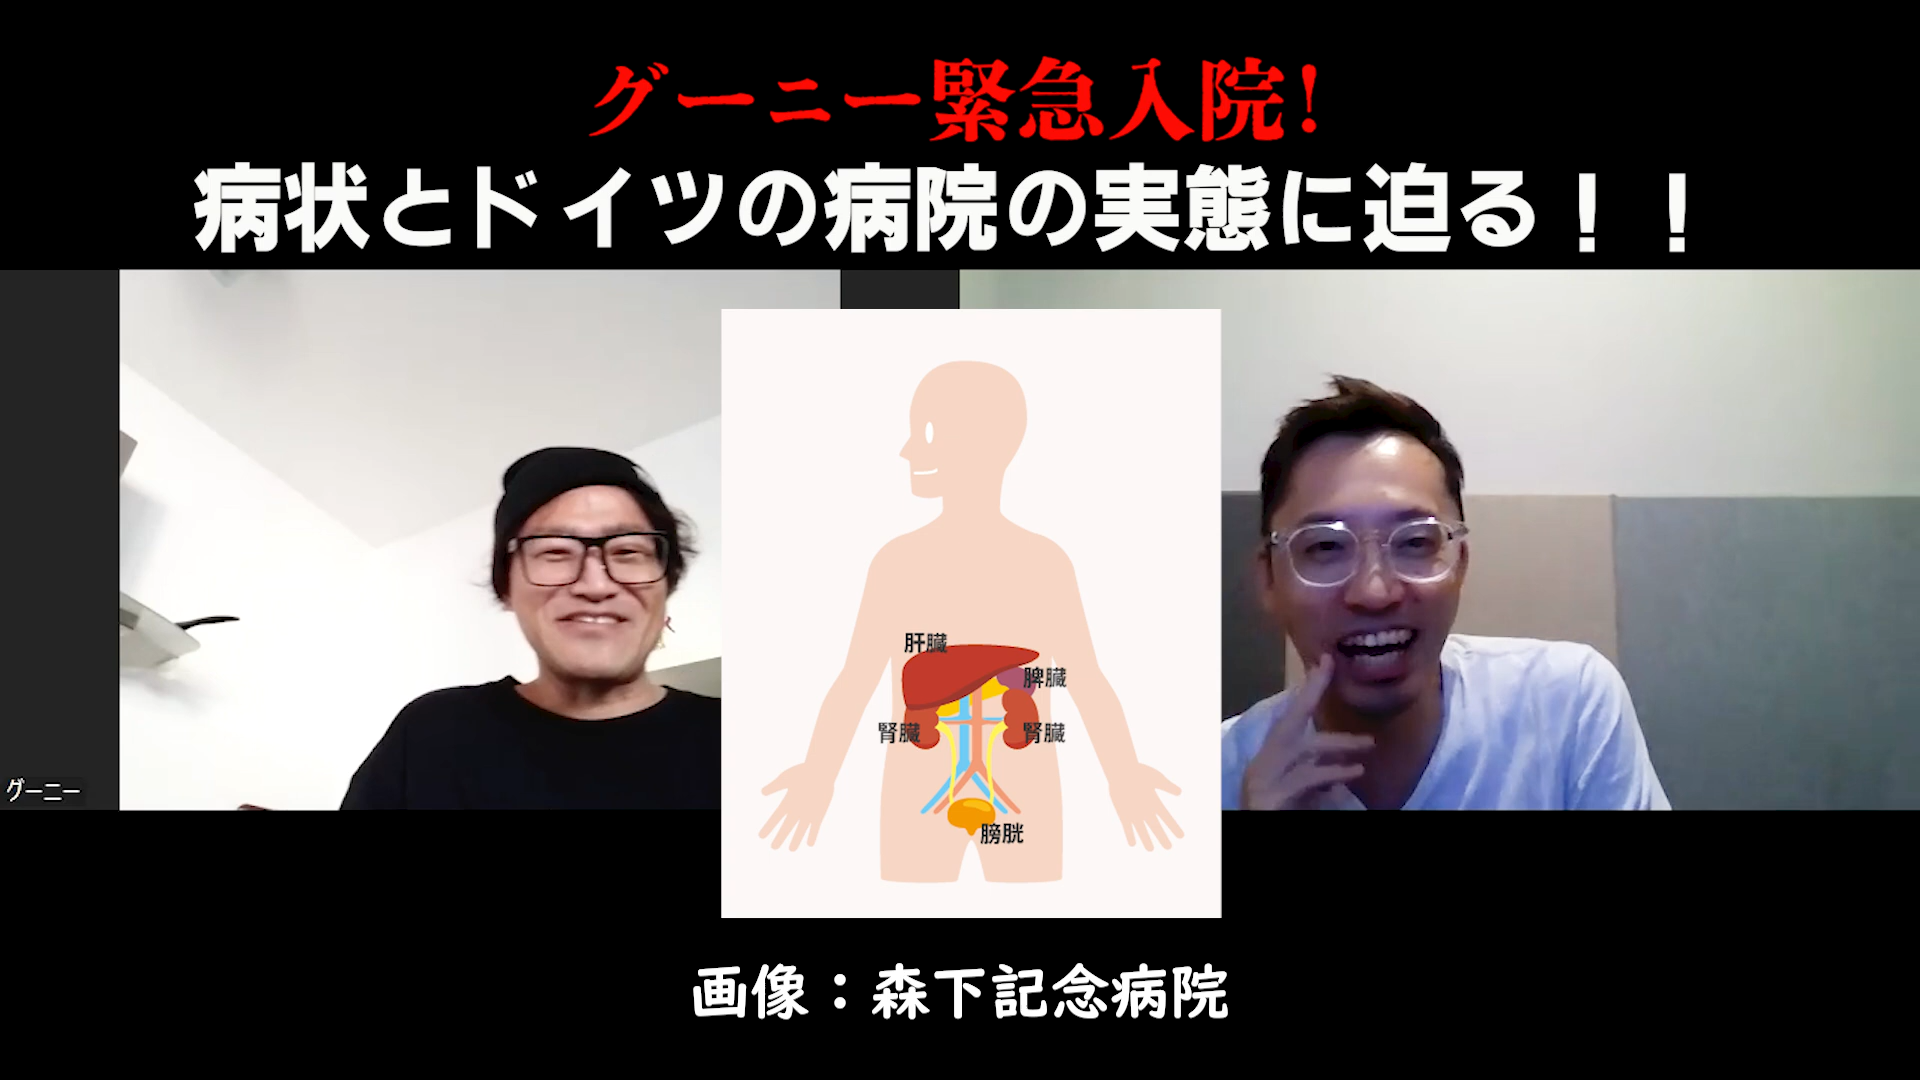 グーニー緊急入院!
病状とドイツの病院の実態に迫る！！
肝臓
脾臓
腎臓
腎臓
膀胱
グーニー
画像：森下記念病院